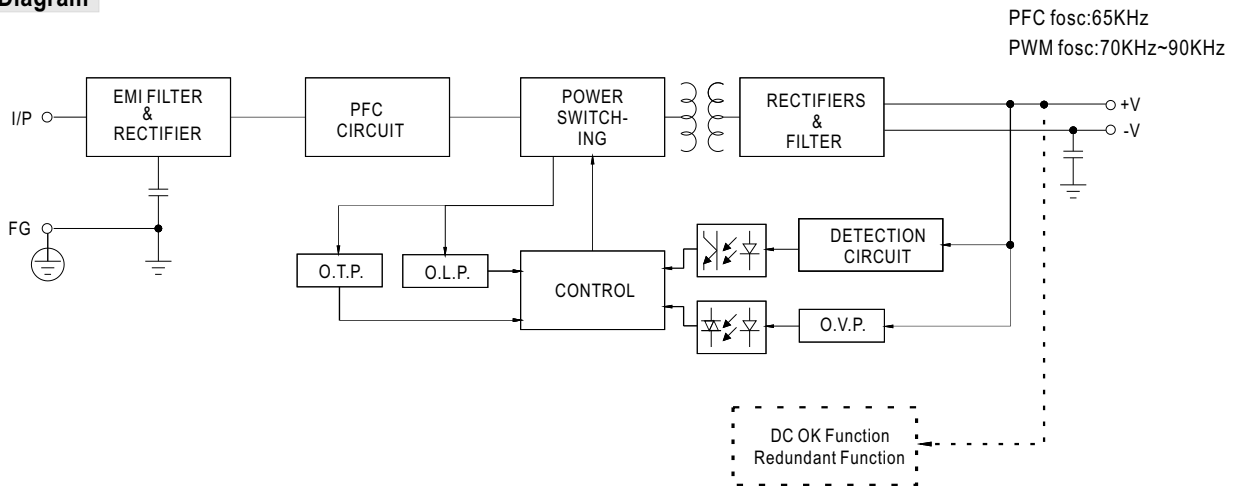 Diagram
PFC fosc:65KHz
PWM fosc:70KHz~90KHz
I/P
EMI FILTER
&
RECTIFIER
PFC
CIRCUIT
POWER
SWITCH-
ING
RECTIFIERS
&
FILTER
+V
-V
FG
O.T.P.
O.L.P.
CONTROL
DETECTION
CIRCUIT
O.V.P.
DC OK Function
Redundant Function